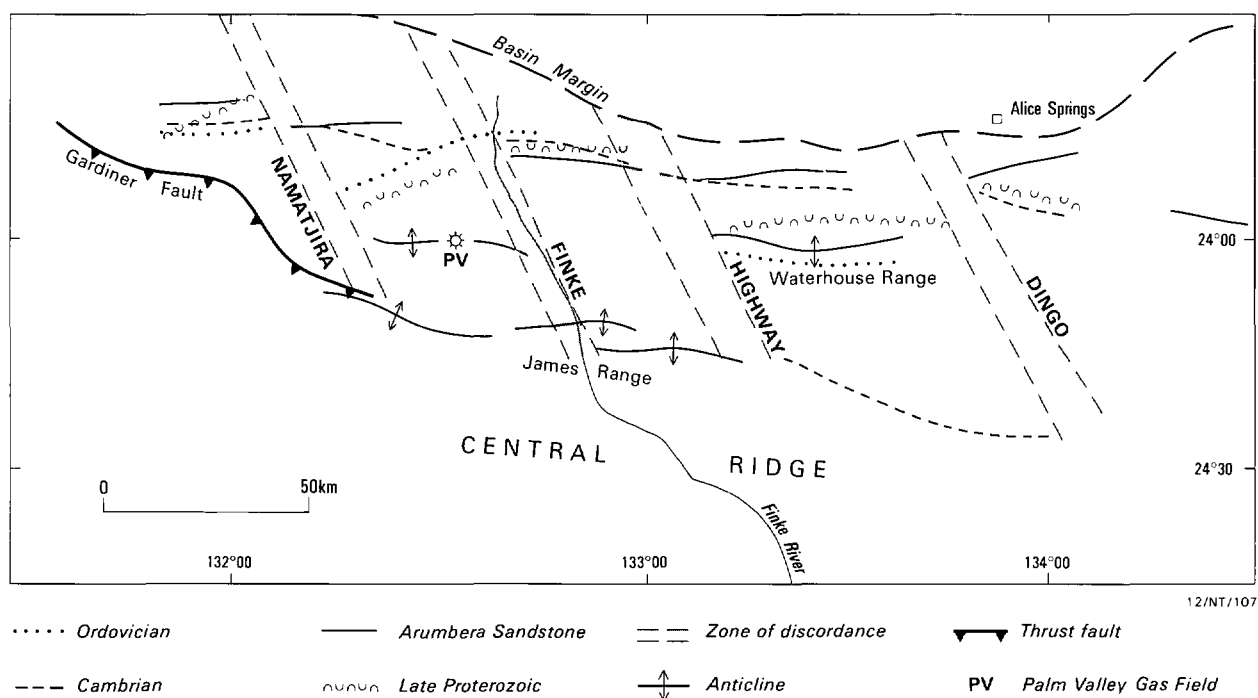 Basin Margin
Alice Springs
Gardiner Fault
NAMATJIRA
24°00
PV
FINKE
HIGHWAY
Waterhouse Range
DINGO
James Range
CENTRAL RIDGE
24°30
0 50km
Finke River
132°00 133°00 134°00
12/NT/107
Ordovician Arumbera Sandstone Zone of discordance Thrust fault
Cambrian Late Proterozoic Anticline PV Palm Valley Gas Field